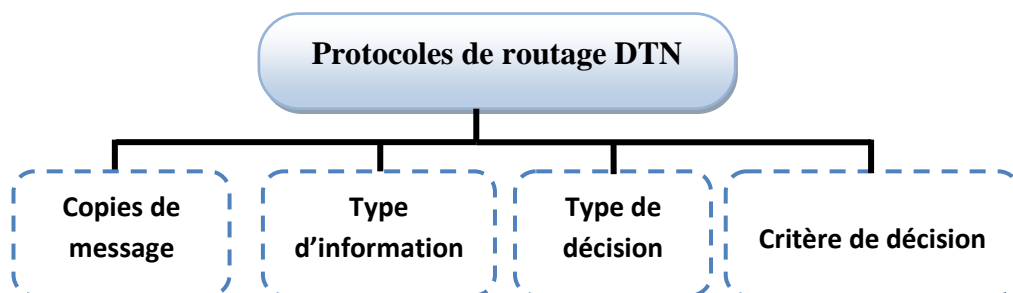 Protocoles de routage DTN
Copies de
message
Type
d’information
Type de
décision
Critère de décision